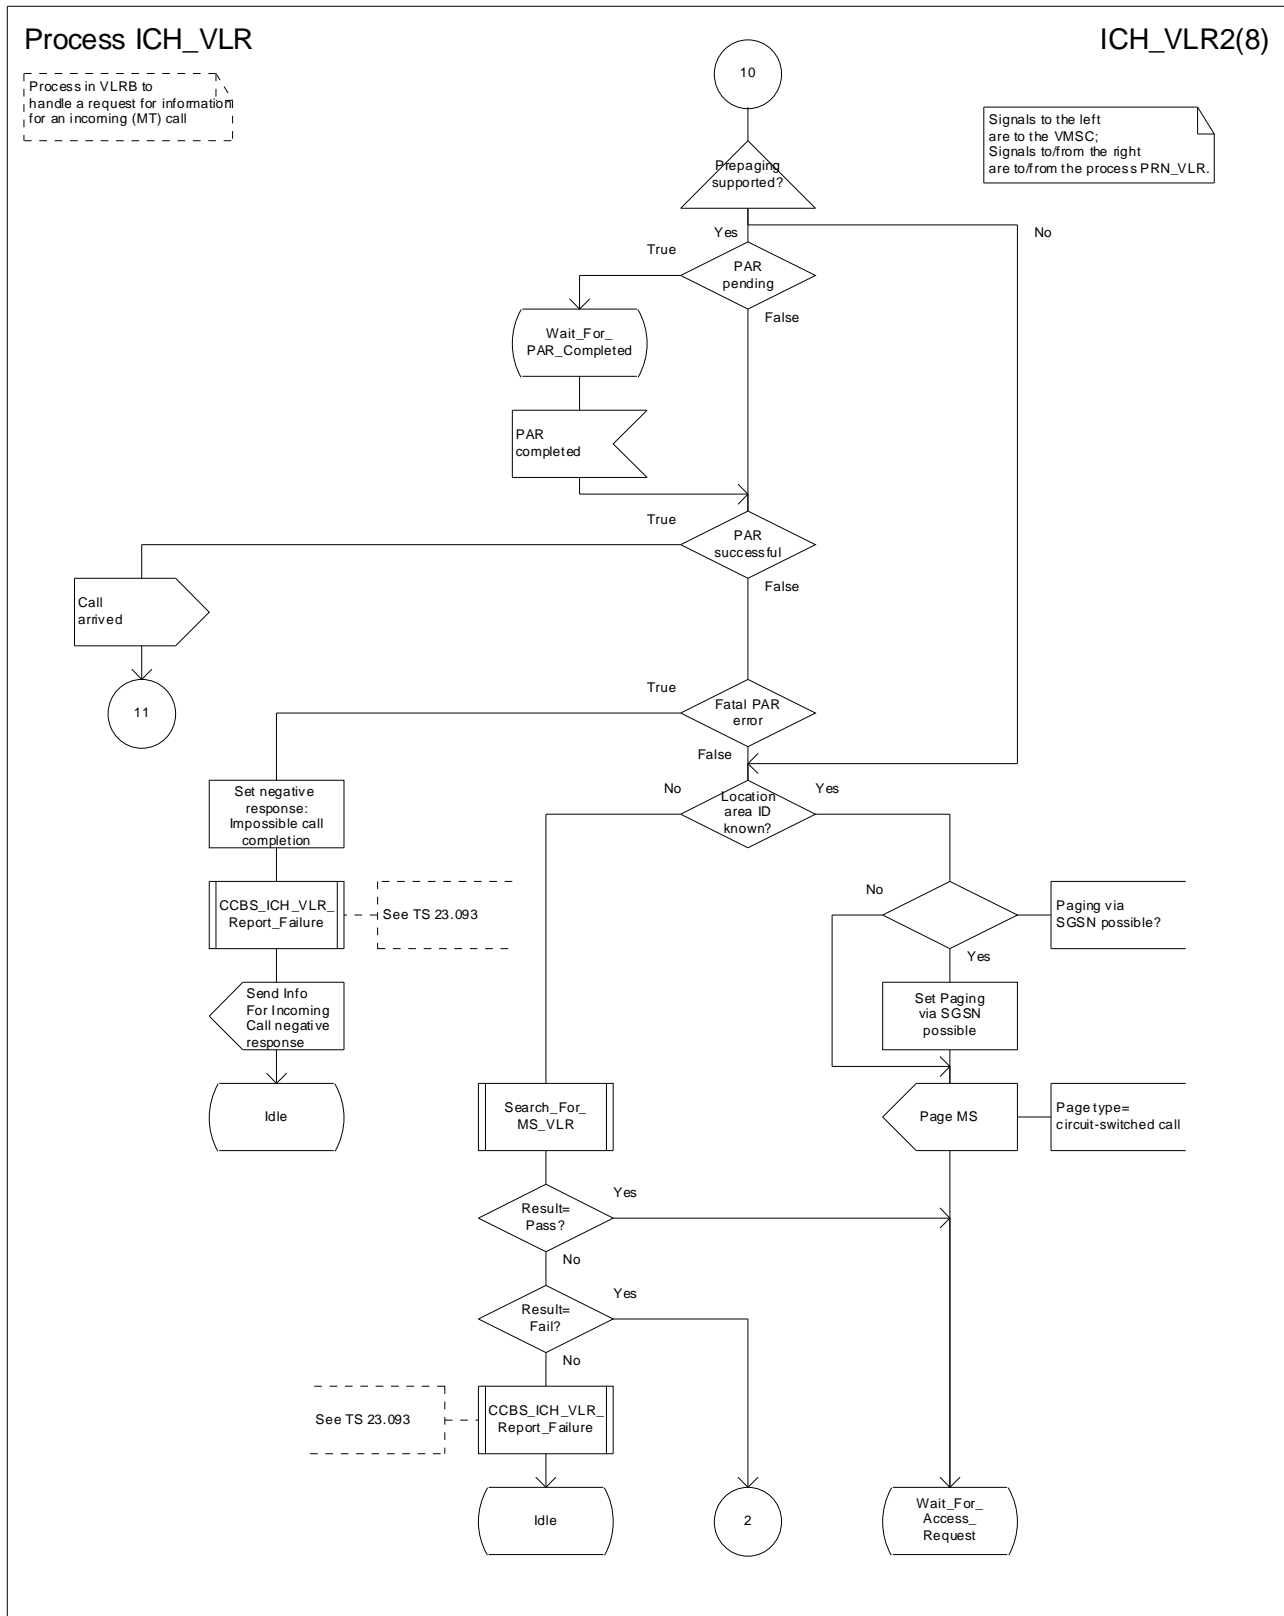 Process ICH_VLR
ICH_VLR2(8)
Process in VLRB to
handle a request for information
for an incoming (MT) call
10
Signals to the left
are to the VMSC;
Signals to/from the right
are to/from the process PRN_VLR.
Prepaging
supported?
Yes
No
True
PAR
pending
False
Wait_For_
PAR_Completed
PAR
completed
True
PAR
successful
False
Call
arrived
11
True
Fatal PAR
error
False
Set negative
response:
Impossible call
completion
No
Location
area ID
known?
Yes
CCBS_ICH_VLR_
Report_Failure
See TS 23.093
No
Paging via
SGSN possible?
Yes
Send Info
For Incoming
Call negative
response
Set Paging
via SGSN
possible
Idle
Search_For_
MS_VLR
Page MS
Page type=
circuit-switched call
Result=
Pass?
Yes
No
Result=
Fail?
Yes
No
See TS 23.093
CCBS_ICH_VLR_
Report_Failure
Idle
2
Wait_For_
Access_
Request